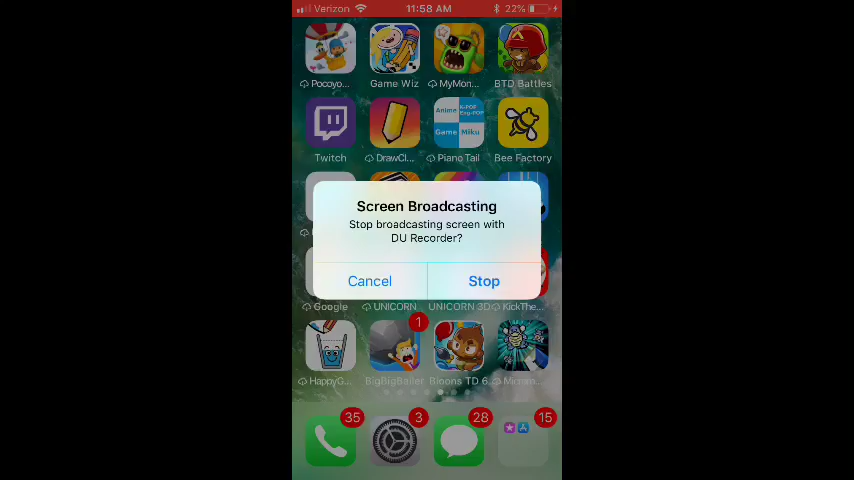 Verizon 11:58 AM 22%
Pocoyo... Game Wiz MyMon... BTD Battles
Anime K-POP
Eng-POP
Game Miku
Twitch DrawCl... Piano Tail Bee Factory
Screen Broadcasting
Stop broadcasting screen with
DU Recorder?
Cancel Stop
Google UNICORN UNICORN 3D KickThe...
1
HappyG... BigBigBaller Bloons TD 6
35 3 28 15